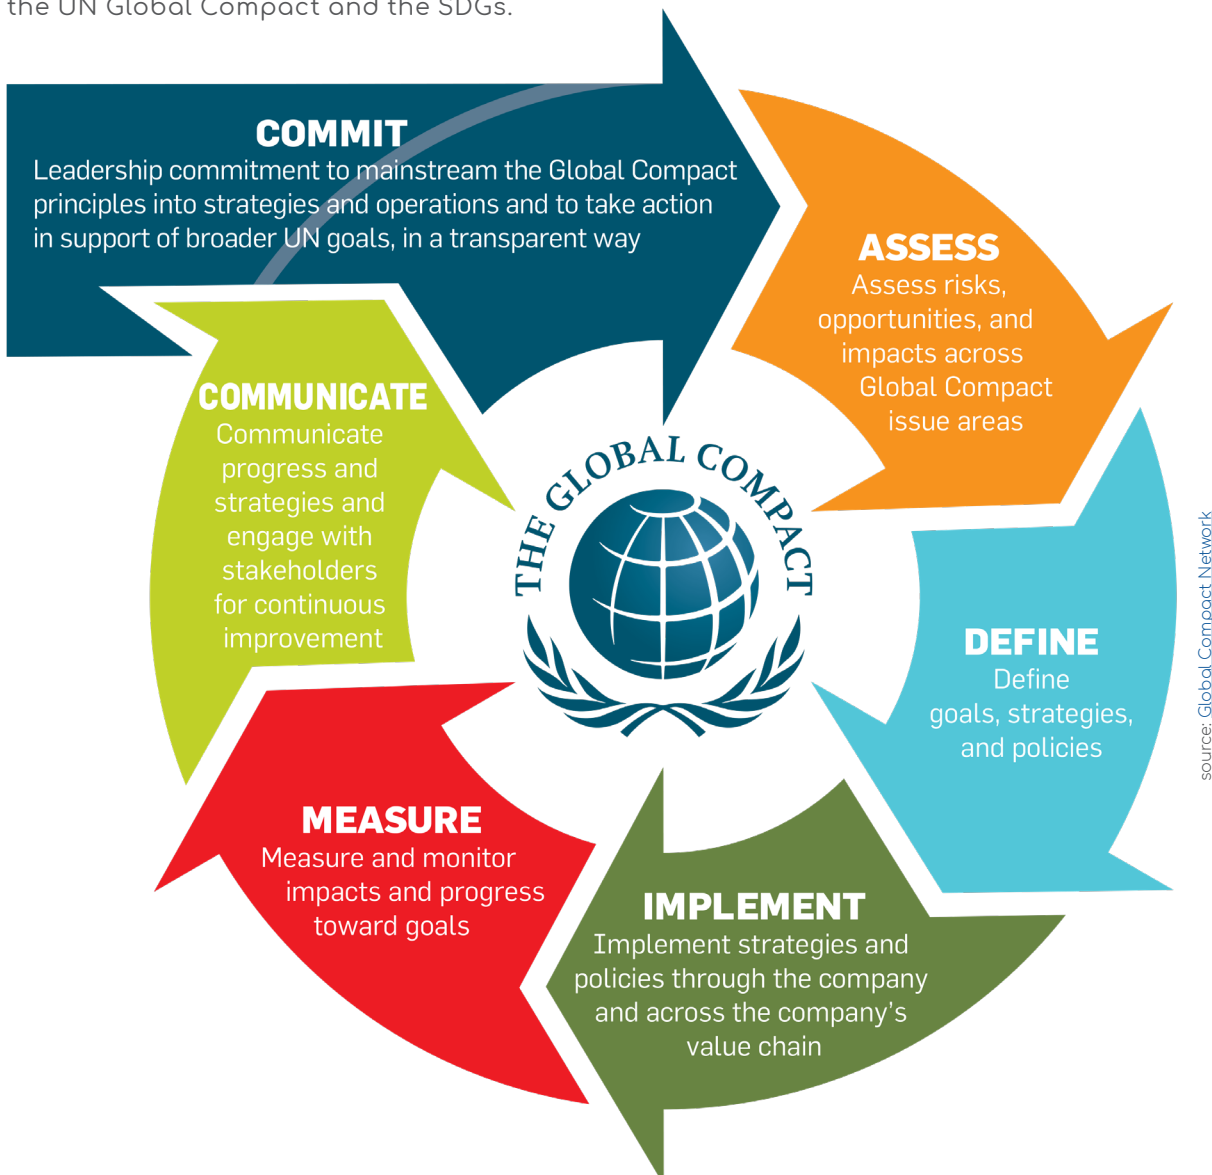 the UN Global Compact and the SDGs.
COMMIT
Leadership commitment to mainstream the Global Compact
principles into strategies and operations and to take action
in support of broader UN goals, in a transparent way
ASSESS
Assess risks,
opportunities, and
impacts across
Global Compact
issue areas
DEFINE
Define
goals, strategies,
and policies
IMPLEMENT
Implement strategies and
policies through the company
and across the company’s
value chain
MEASURE
Measure and monitor
impacts and progress
toward goals
COMMUNICATE
Communicate
progress and
strategies and
engage with
stakeholders
for continuous
improvement
THE GLOBAL COMPACT
source: Global Compact Network